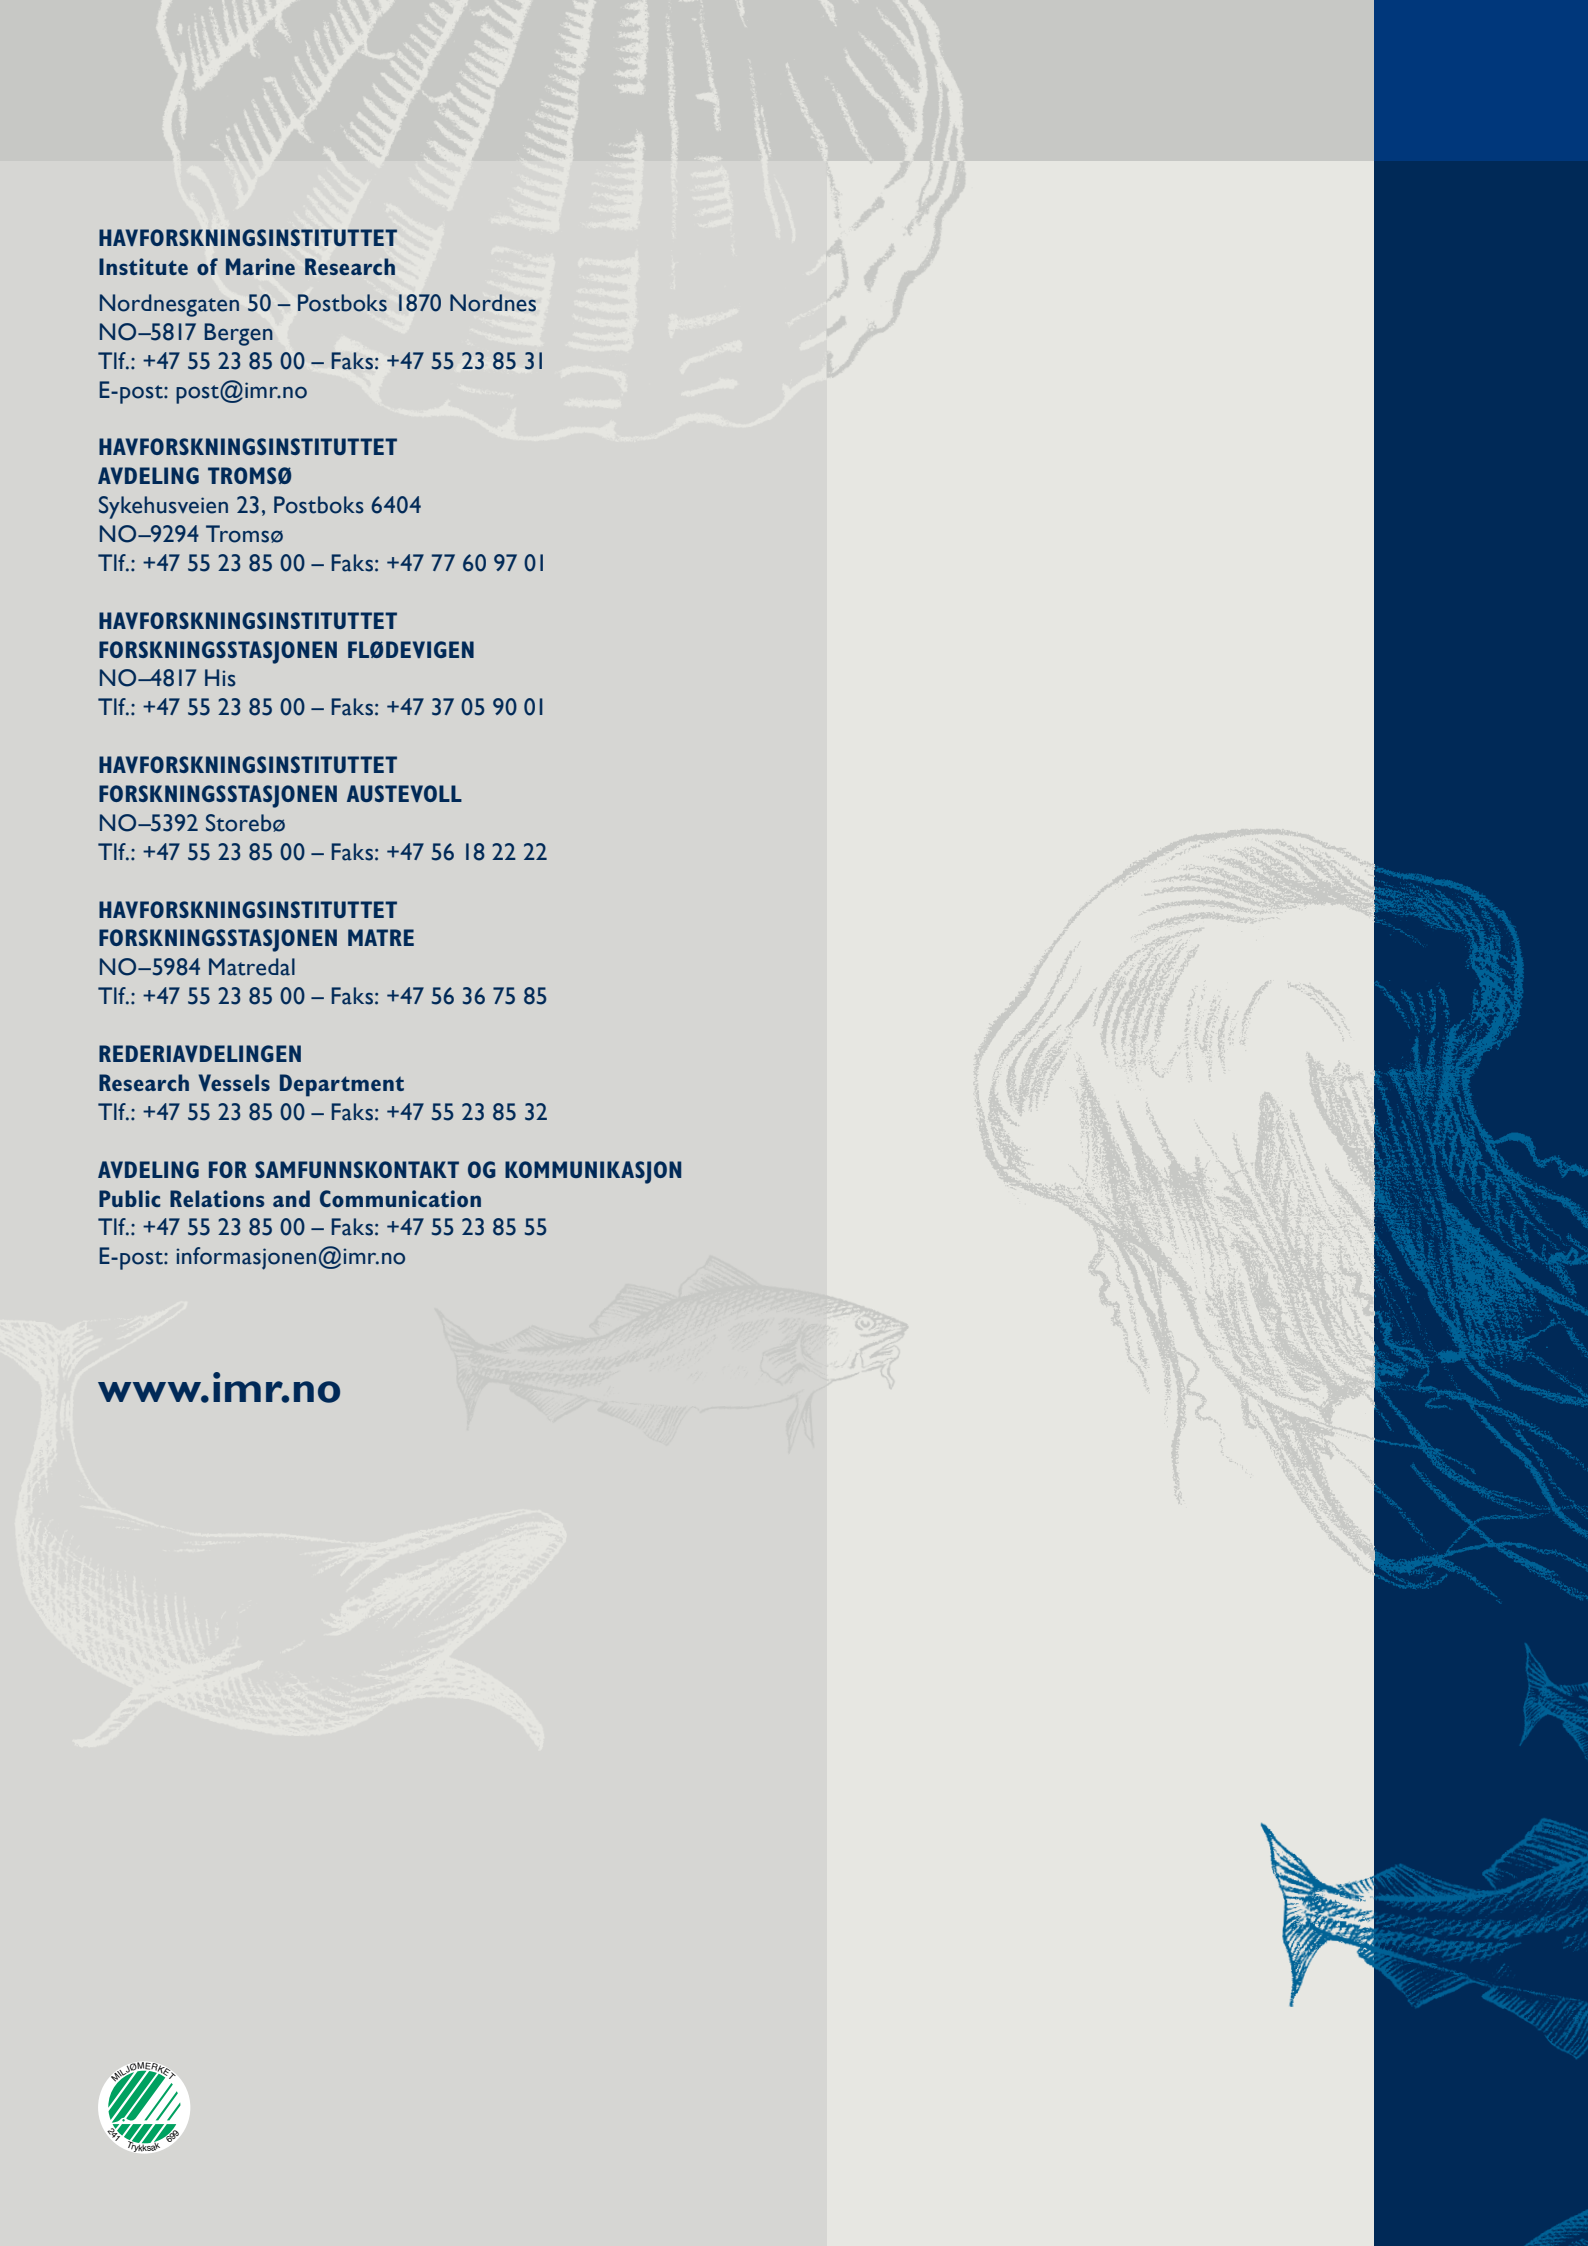 HAVFORSKNINGSINSTITUTTET
Institute of Marine Research
Nordnesgaten 50 – Postboks 1870 Nordnes
NO–5817 Bergen
Tlf.: +47 55 23 85 00 – Faks: +47 55 23 85 31
E-post: post@imr.no
HAVFORSKNINGSINSTITUTTET
AVDELING TROMSØ
Sykehusveien 23, Postboks 6404
NO–9294 Tromsø
Tlf.: +47 55 23 85 00 – Faks: +47 77 60 97 01
HAVFORSKNINGSINSTITUTTET
FORSKNINGSSTASJONEN FLØDEVIGEN
NO–4817 His
Tlf.: +47 55 23 85 00 – Faks: +47 37 05 90 01
HAVFORSKNINGSINSTITUTTET
FORSKNINGSSTASJONEN AUSTEVOLL
NO–5392 Storebø
Tlf.: +47 55 23 85 00 – Faks: +47 56 18 22 22
HAVFORSKNINGSINSTITUTTET
FORSKNINGSSTASJONEN MATRE
NO–5984 Matredal
Tlf.: +47 55 23 85 00 – Faks: +47 56 36 75 85
REDERIAVDELINGEN
Research Vessels Department
Tlf.: +47 55 23 85 00 – Faks: +47 55 23 85 32
AVDELING FOR SAMFUNNSKONTAKT OG KOMMUNIKASJON
Public Relations and Communication
Tlf.: +47 55 23 85 00 – Faks: +47 55 23 85 55
E-post: informasjonen@imr.no
www.imr.no
MILJØMERKET
241 Trykksak 699